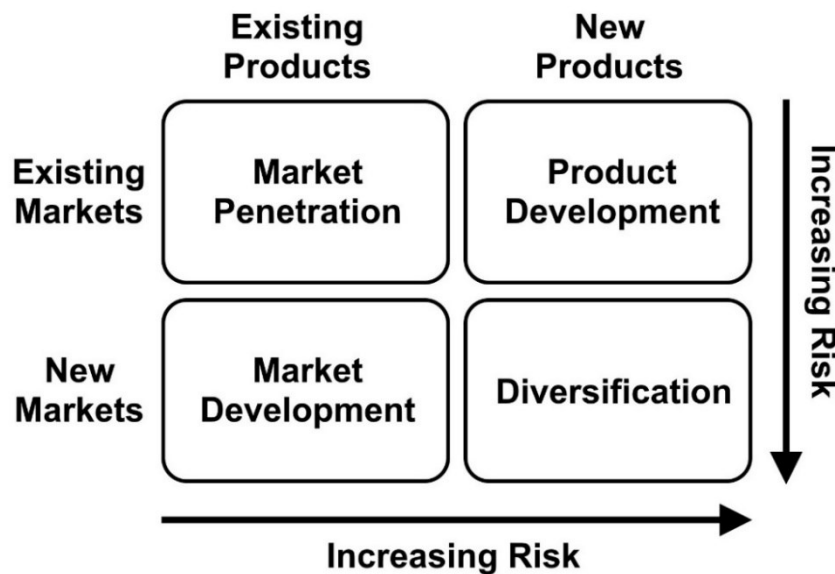 Existing
Products
New
Products
Existing
Markets
Market
Penetration
Product
Development
New
Markets
Market
Development
Diversification
Increasing Risk
Increasing Risk